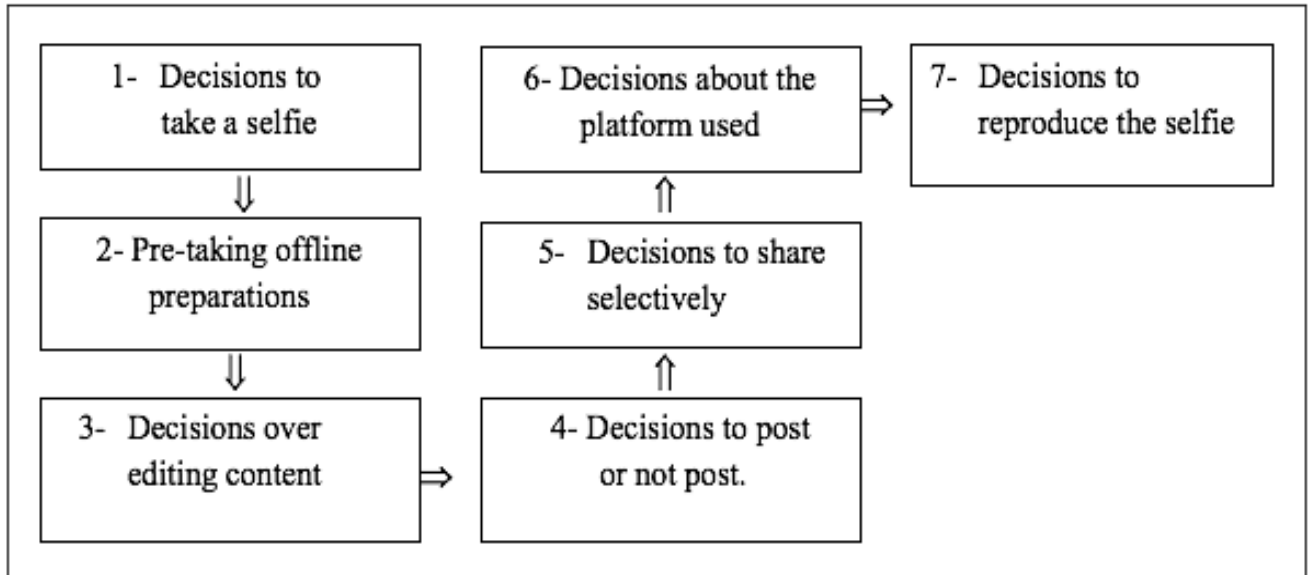 1- Decisions to
take a selfie
2- Pre-taking offline
preparations
3- Decisions over
editing content
4- Decisions to post
or not post.
5- Decisions to share
selectively
6- Decisions about the
platform used
7- Decisions to
reproduce the selfie